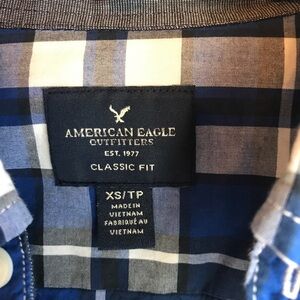 AMERICAN EAGLE
OUTFITTERS
EST. 1977
CLASSIC FIT
XS/TP
MADE IN
VIETNAM
FABRIQUÉ AU
VIETNAM